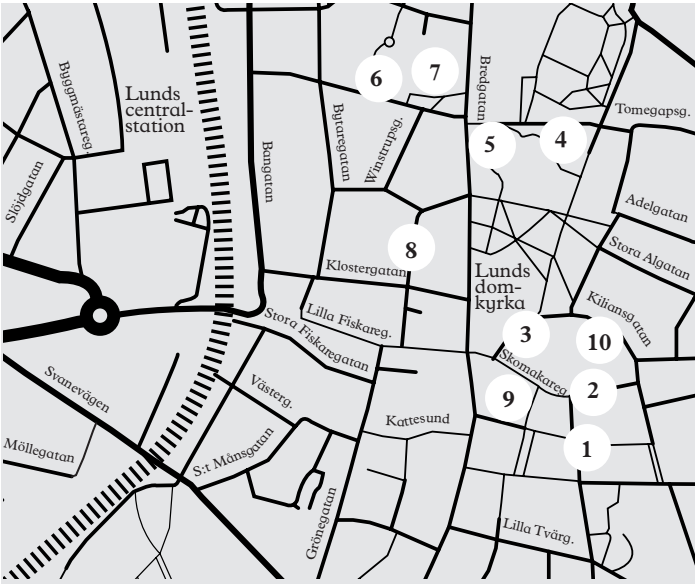 Byggmästareg.
Lunds
central-
station
Slöjdgatan
Bangatan
Bytaregatan
Winstrupsg.
Bredgatan
Tomegapsg.
6
7
5
4
Adelgatan
Stora Algatan
Kiliansgatan
8
Klostergatan
Lunds
dom-
kyrka
Lilla Fiskareg.
Stora Fiskaregatan
3
10
Skomakareg.
2
9
1
Svanevägen
Möllegatan
Västerg.
S:t Månsgatan
Kattesund
Grönegatan
Lilla Tvärg.